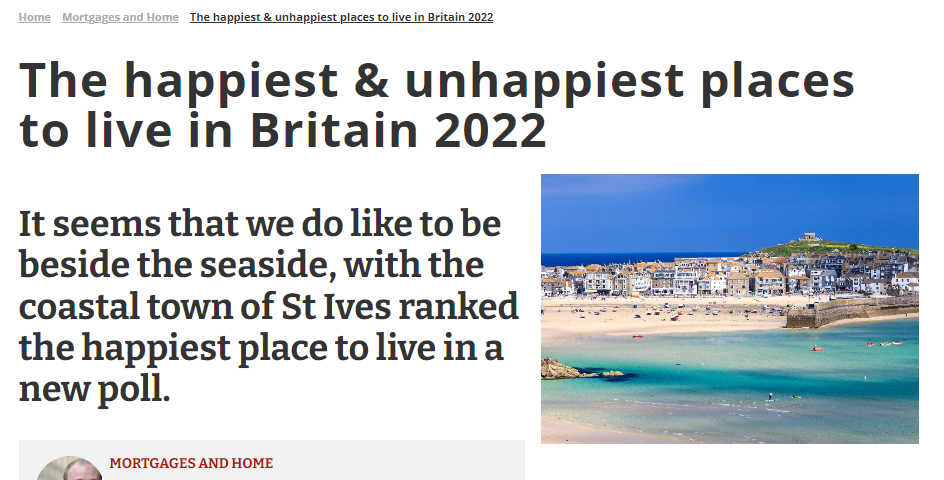 Home Mortgages and Home The happiest & unhappiest places to live in Britain 2022
The happiest & unhappiest places
to live in Britain 2022
It seems that we do like to be
beside the seaside, with the
coastal town of St Ives ranked
the happiest place to live in a
new poll.
MORTGAGES AND HOME